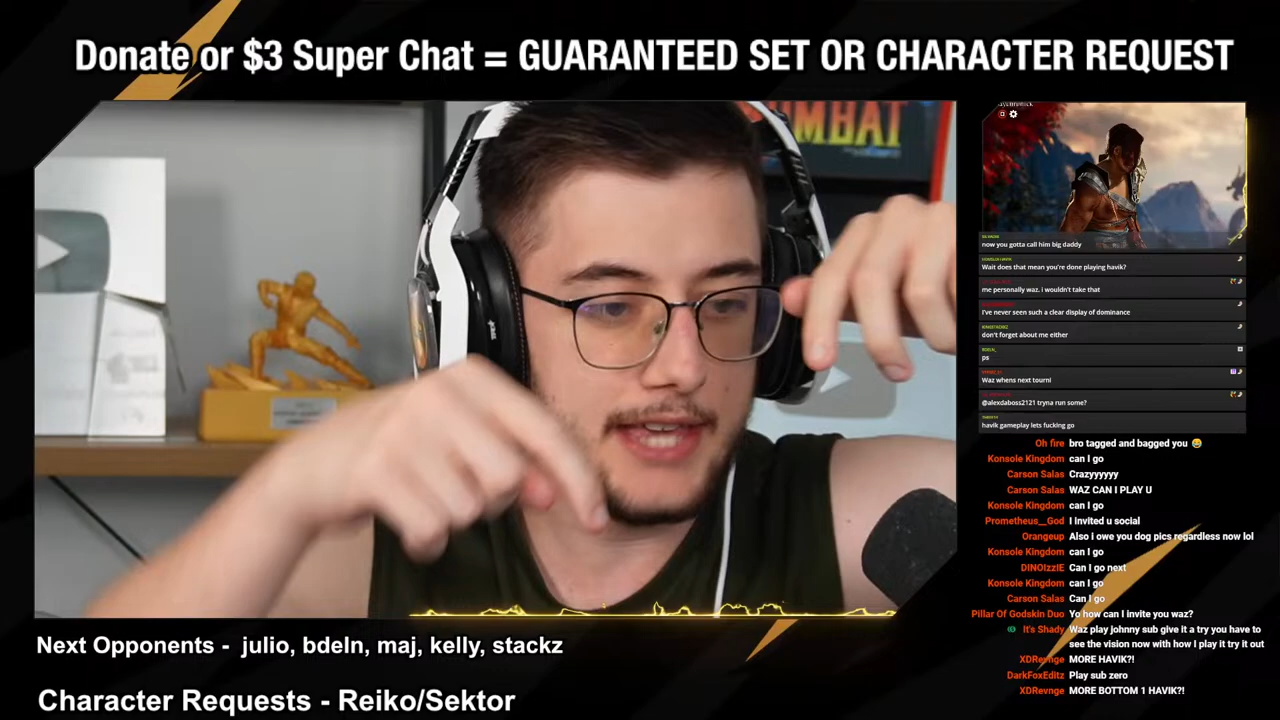 Donate or $3 Super Chat = GUARANTEED SET OR CHARACTER REQUEST
MBAT
now you gotta call him big daddy
Wait does that mean you're done playing havik?
me personally waz. i wouldn't take that
I've never seen such a clear display of dominance
don't forget about me either
ps
Waz whens next tourni
@alexdaboss2121 tryna run some?
havik gameplay lets fucking go
Oh fire bro tagged and bagged you 😂
Konsole Kingdom can I go
Carson Salas Crazyyyyyy
Carson Salas WAZ CAN I PLAY U
Konsole Kingdom can I go
Prometheus__God I invited u social
Orangeup Also i owe you dog pics regardless now lol
Konsole Kingdom can I go
DINOIzzIE Can I go next
Konsole Kingdom can I go
Carson Salas Can I go
Pillar Of Godskin Duo Yo how can I invite you waz?
It's Shady Waz play johnny sub give it a try you have to
see the vision now with how I play it try it out
XDRevnge MORE HAVIK?!
DarkFoxEditz Play sub zero
XDRevnge MORE BOTTOM 1 HAVIK?!
Next Opponents - julio, bdeln, maj, kelly, stackz
Character Requests - Reiko/Sektor